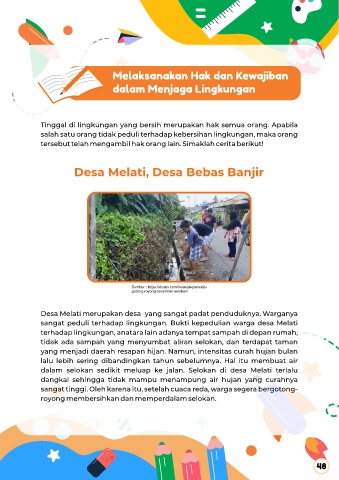 Melaksanakan Hak dan Kewajiban
dalam Menjaga Lingkungan
Tinggal di lingkungan yang bersih merupakan hak semua orang. Apabila
salah satu orang tidak peduli terhadap kebersihan lingkungan, maka orang
tersebut telah mengambil hak orang lain. Simaklah cerita berikut!
Desa Melati, Desa Bebas Banjir
Desa Melati merupakan desa yang sangat padat penduduknya. Warganya
sangat peduli terhadap lingkungan. Bukti kepedulian warga desa Melati
terhadap lingkungan, anatara lain adanya tempat sampah di depan rumah,
tidak ada sampah yang menyumbat aliran selokan, dan terdapat taman
yang menjadi daerah resapan hijan. Namun, intensitas curah hujan bulan
lalu lebih sering dibandingkan tahun sebelumnya. Hal itu membuat air
dalam selokan sedikit meluap ke jalan. Selokan di desa Melati terlalu
dangkal sehingga tidak mampu menampung air hujan yang curahnya
sangat tinggi. Oleh karena itu, setelah cuaca reda, warga segera bergotong-
royong membersihkan dan memperdalam selokan.
48